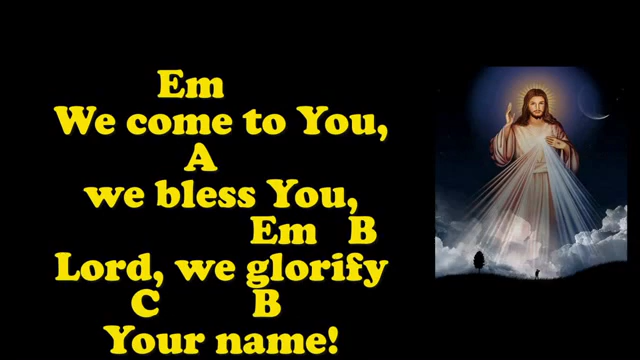 Em
We come to You,
A
we bless You,
Em B
Lord, we glorify
C B
Your name!